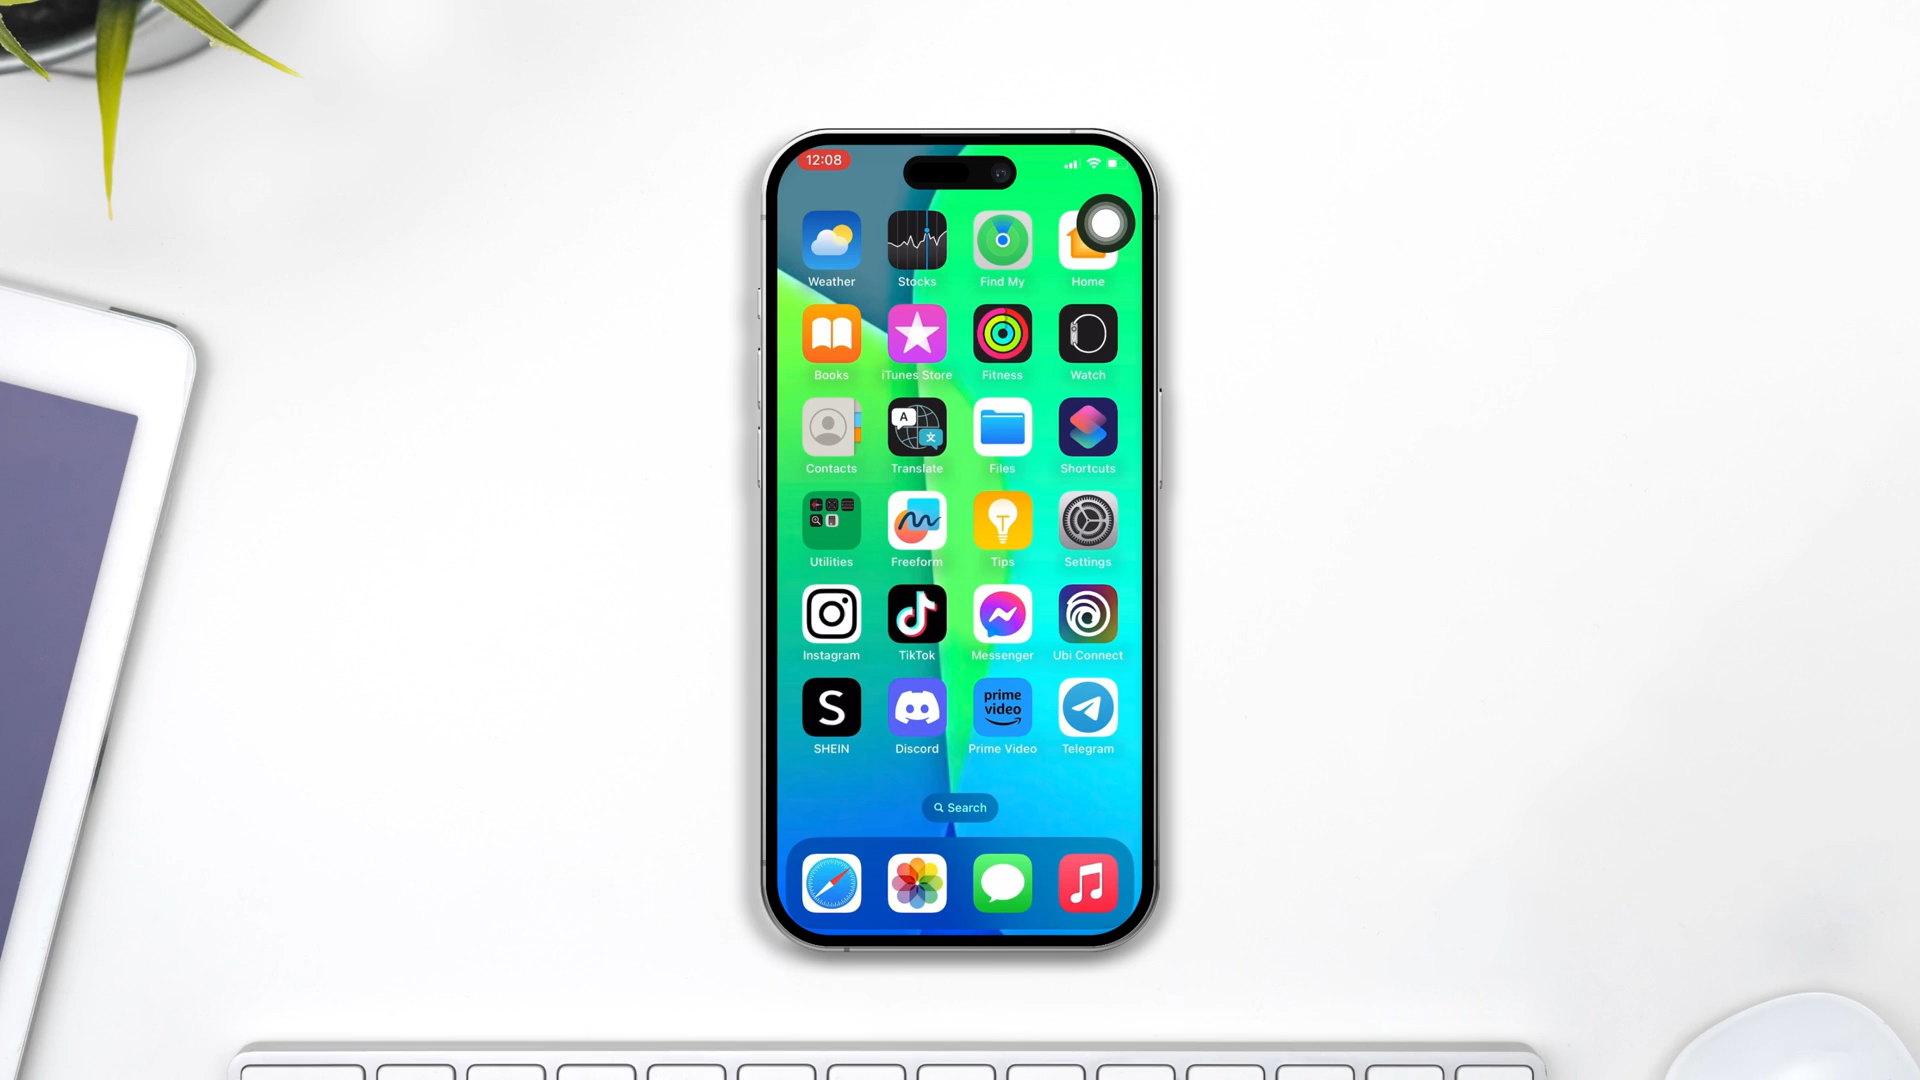 12:08
Weather Stocks Find My Home
Books iTunes Store Fitness Watch
A
文
Contacts Translate Files Shortcuts
Utilities Freeform Tips Settings
Instagram TikTok Messenger Ubi Connect
S
prime
video
SHEIN Discord Prime Video Telegram
Search